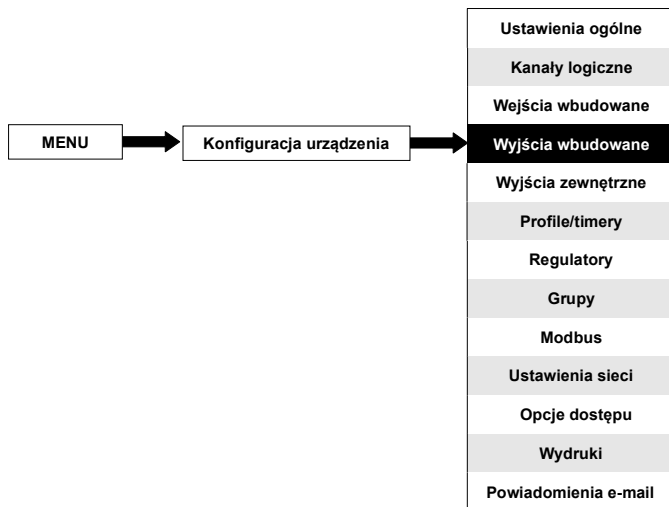 Ustawienia ogólne
Kanały logiczne
Wejścia wbudowane
MENU
Konfiguracja urządzenia
Wyjścia wbudowane
Wyjścia zewnętrzne
Profile/timery
Regulatory
Grupy
Modbus
Ustawienia sieci
Opcje dostępu
Wydruki
Powiadomienia e-mail